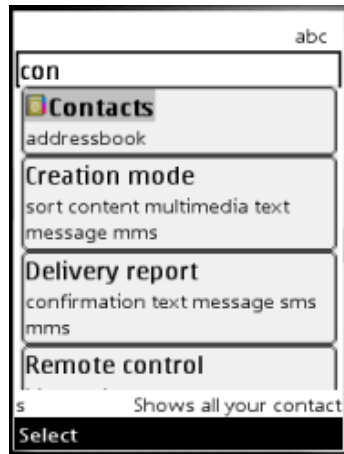 abc
con
Contacts
addressbook
Creation mode
sort content multimedia text
message mms
Delivery report
confirmation text message sms
mms
Remote control
s Shows all your contact
Select